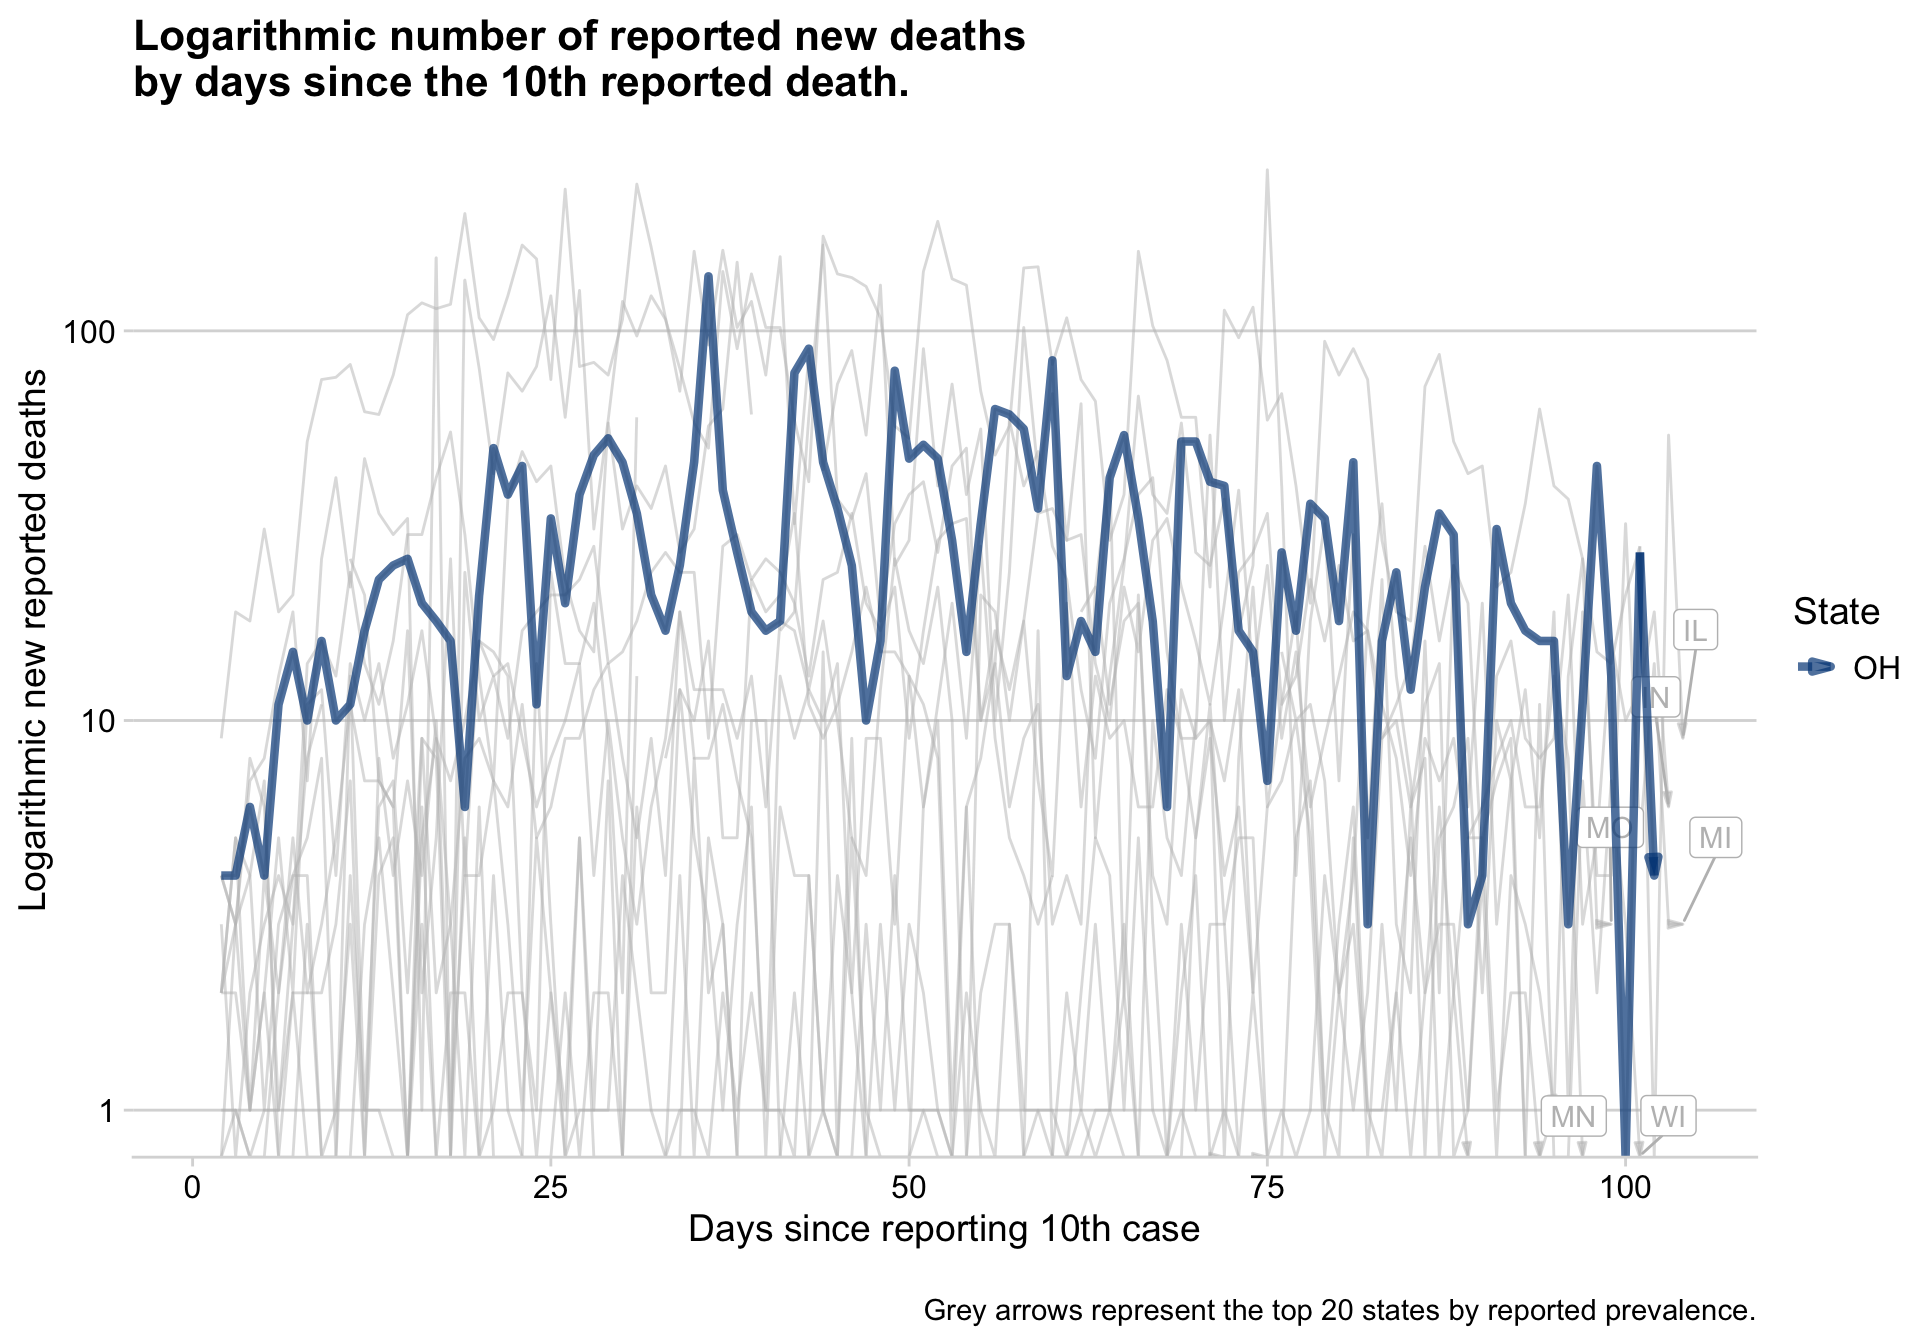 Logarithmic number of reported new deaths
by days since the 10th reported death.
Logarithmic new reported deaths
100
10
1
IL
IN
MO
MI
MN
WI
State
OH
0
25
50
75
100
Days since reporting 10th case
Grey arrows represent the top 20 states by reported prevalence.